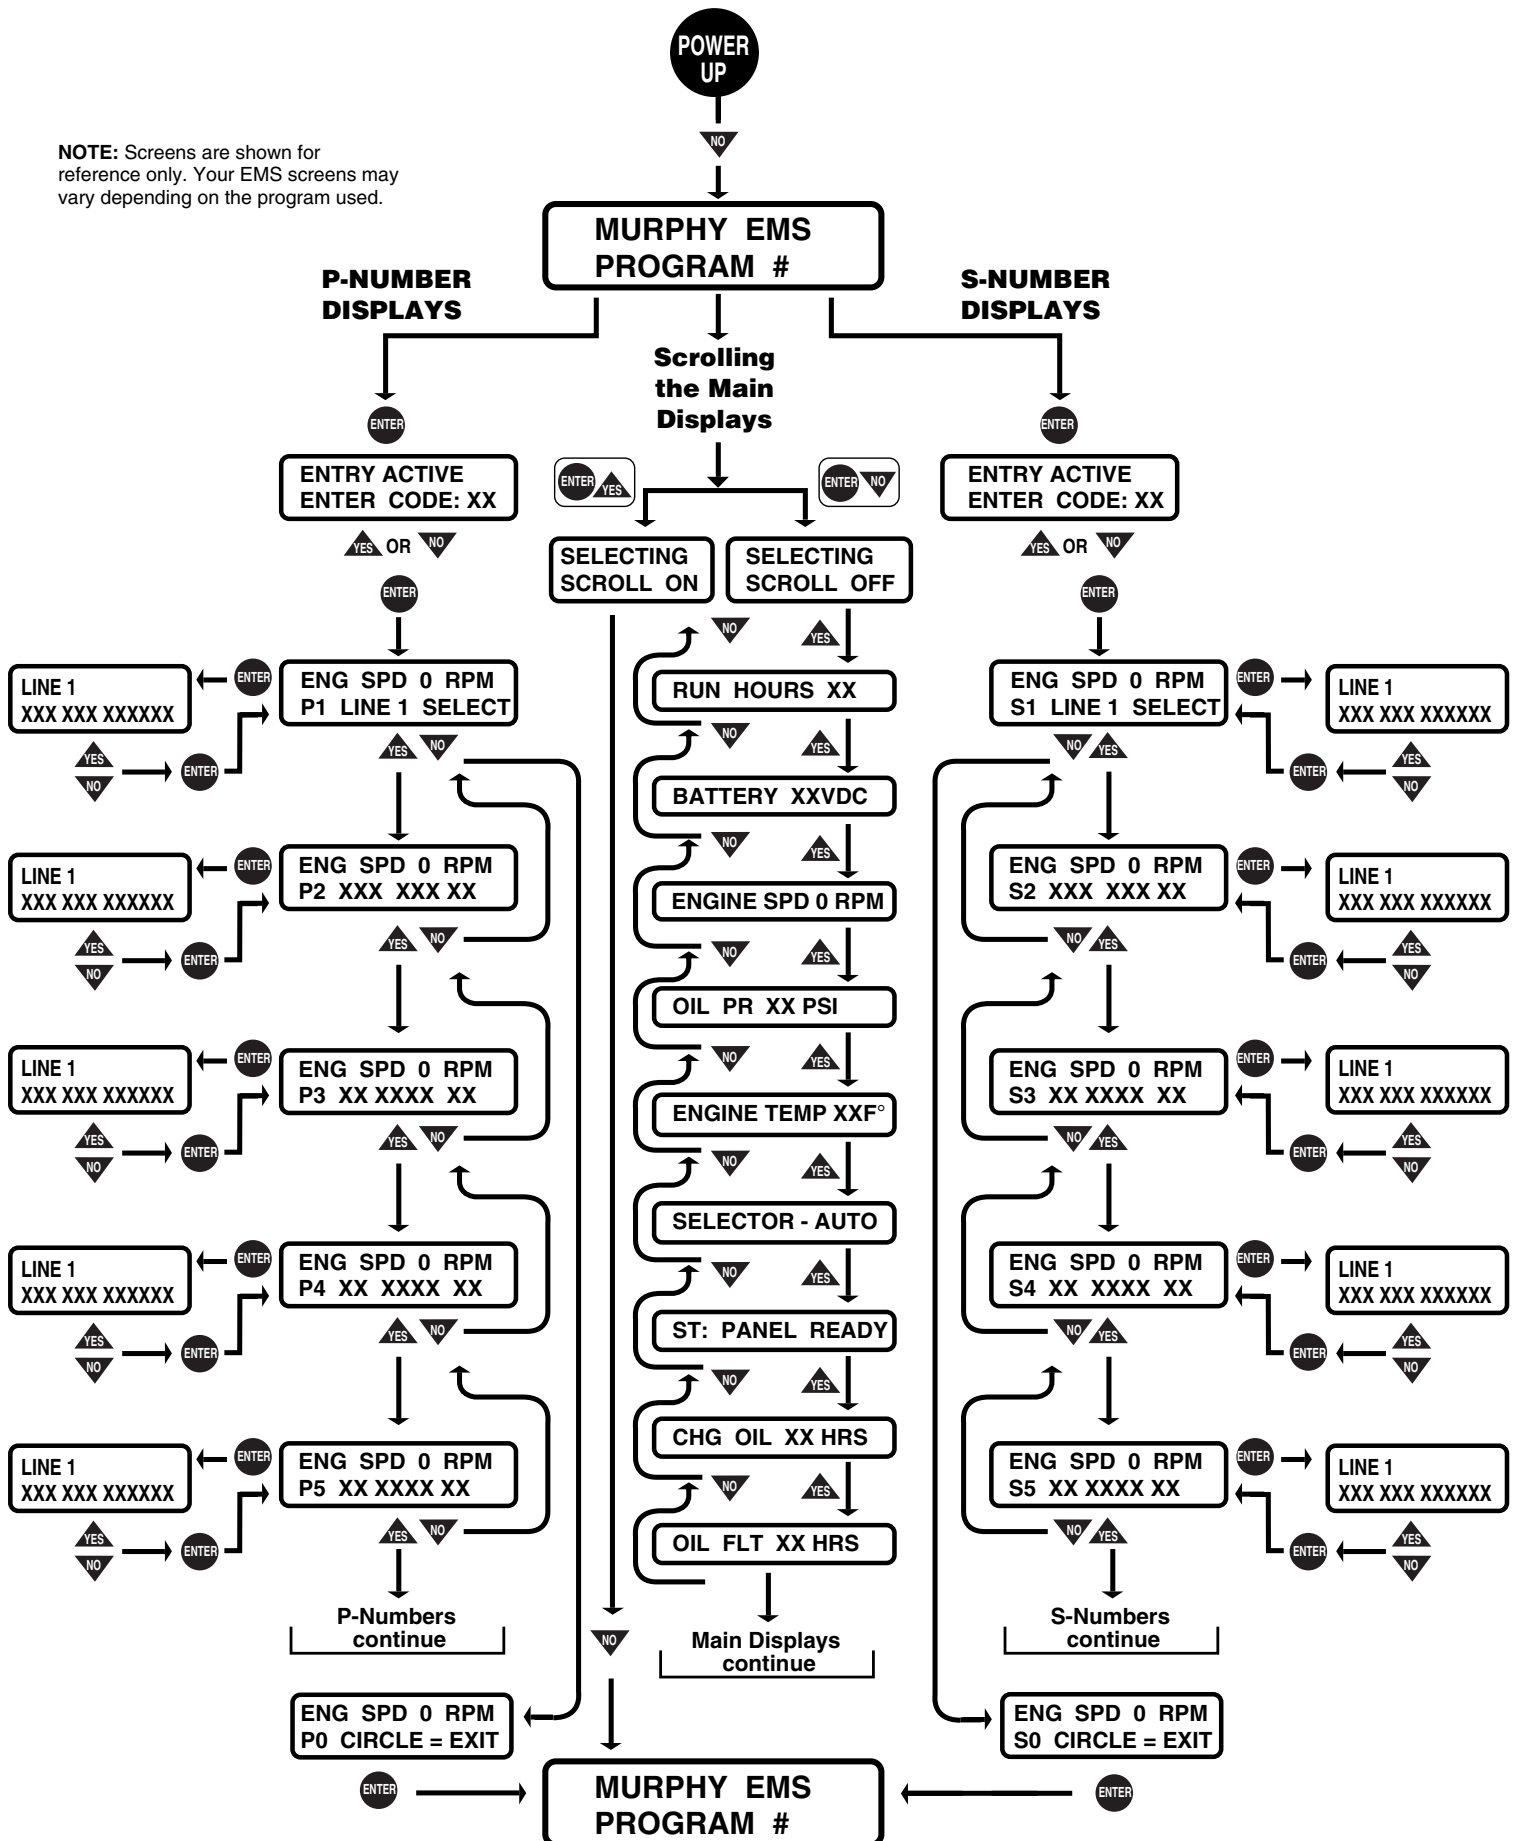 POWER
UP
NO
NOTE: Screens are shown for
reference only. Your EMS screens may
vary depending on the program used.
MURPHY EMS
PROGRAM #
P-NUMBER
DISPLAYS
S-NUMBER
DISPLAYS
Scrolling
the Main
Displays
ENTER
ENTER
ENTRY ACTIVE
ENTER CODE: XX
ENTER YES
ENTER NO
ENTRY ACTIVE
ENTER CODE: XX
YES OR NO
SELECTING
SCROLL ON
SELECTING
SCROLL OFF
YES OR NO
ENTER
ENTER
NO YES
LINE 1
XXX XXX XXXXXX
ENTER
ENG SPD 0 RPM
P1 LINE 1 SELECT
RUN HOURS XX
ENG SPD 0 RPM
S1 LINE 1 SELECT
ENTER
LINE 1
XXX XXX XXXXXX
YES
NO
ENTER
YES NO
NO YES
NO YES
ENTER
YES
NO
BATTERY XXVDC
NO YES
LINE 1
XXX XXX XXXXXX
ENTER
ENG SPD 0 RPM
P2 XXX XXX XX
ENGINE SPD 0 RPM
ENG SPD 0 RPM
S2 XXX XXX XX
ENTER
LINE 1
XXX XXX XXXXXX
YES
NO
ENTER
YES NO
NO YES
NO YES
ENTER
YES
NO
OIL PR XX PSI
NO YES
LINE 1
XXX XXX XXXXXX
ENTER
ENG SPD 0 RPM
P3 XX XXXX XX
ENGINE TEMP XXF°
ENG SPD 0 RPM
S3 XX XXXX XX
ENTER
LINE 1
XXX XXX XXXXXX
YES
NO
ENTER
YES NO
NO YES
NO YES
ENTER
YES
NO
SELECTOR - AUTO
NO YES
LINE 1
XXX XXX XXXXXX
ENTER
ENG SPD 0 RPM
P4 XX XXXX XX
ST: PANEL READY
ENG SPD 0 RPM
S4 XX XXXX XX
ENTER
LINE 1
XXX XXX XXXXXX
YES
NO
ENTER
YES NO
NO YES
NO YES
ENTER
YES
NO
CHG OIL XX HRS
NO YES
LINE 1
XXX XXX XXXXXX
ENTER
ENG SPD 0 RPM
P5 XX XXXX XX
OIL FLT XX HRS
ENG SPD 0 RPM
S5 XX XXXX XX
ENTER
LINE 1
XXX XXX XXXXXX
YES
NO
ENTER
YES NO
NO YES
ENTER
YES
NO
P-Numbers
continue
NO
Main Displays
continue
S-Numbers
continue
ENG SPD 0 RPM
P0 CIRCLE = EXIT
ENG SPD 0 RPM
S0 CIRCLE = EXIT
ENTER
MURPHY EMS
PROGRAM #
ENTER